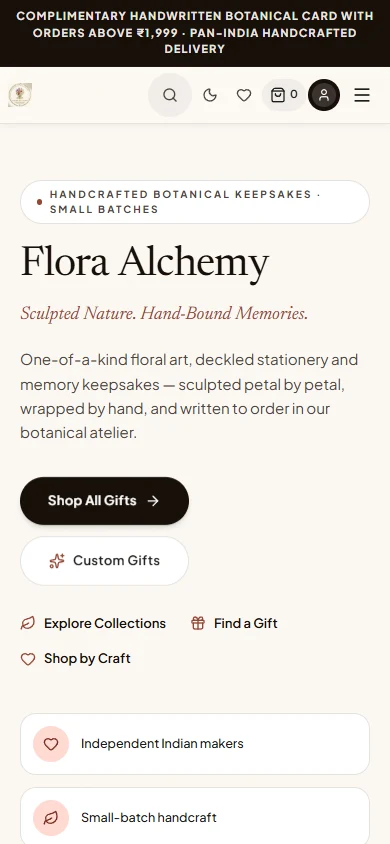 COMPLIMENTARY HANDWRITTEN BOTANICAL CARD WITH
ORDERS ABOVE ₹1,999 · PAN-INDIA HANDCRAFTED
DELIVERY
0
HANDCRAFTED BOTANICAL KEEPSAKES ·
SMALL BATCHES
Flora Alchemy
Sculpted Nature. Hand-Bound Memories.
One-of-a-kind floral art, deckled stationery and
memory keepsakes — sculpted petal by petal,
wrapped by hand, and written to order in our
botanical atelier.
Shop All Gifts
Custom Gifts
Explore Collections Find a Gift
Shop by Craft
Independent Indian makers
Small-batch handcraft